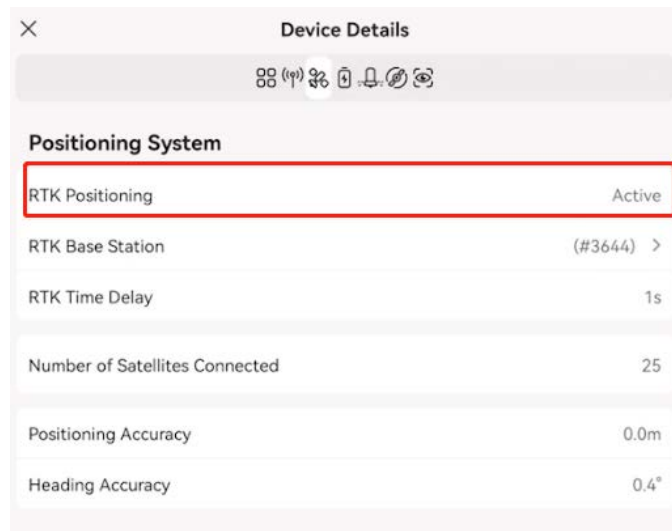 Device Details
Positioning System
RTK Positioning Active
RTK Base Station (#3644) >
RTK Time Delay 1s
Number of Satellites Connected 25
Positioning Accuracy 0.0m
Heading Accuracy 0.4°